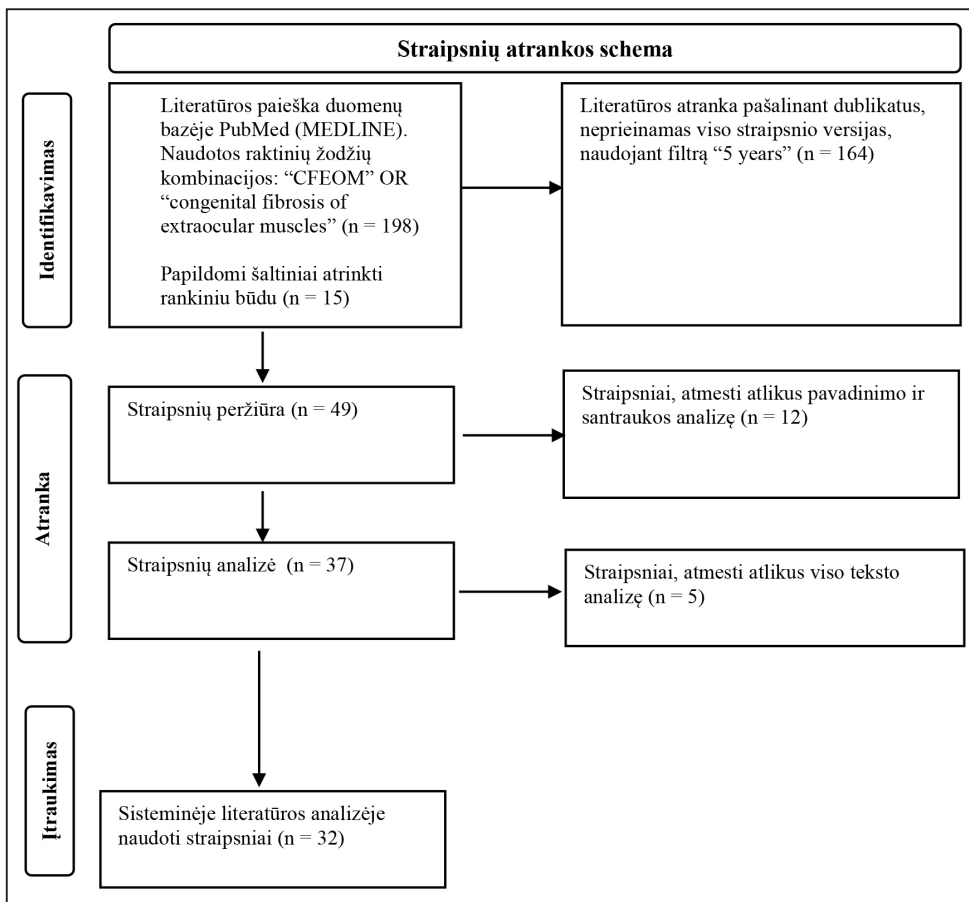 Straipsnių atrankos schema
Identifikavimas
Literatūros paieška duomenų
bazėje PubMed (MEDLINE).
Naudotos raktinių žodžių
kombinacijos: “CFEOM” OR
“congenital fibrosis of
extraocular muscles” (n = 198)
Papildomi šaltiniai atrinkti
rankiniu būdu (n = 15)
Literatūros atranka pašalinant dublikatus,
neprieinamas viso straipsnio versijas,
naudojant filtrą “5 years” (n = 164)
Atranka
Straipsnių peržiūra (n = 49)
Straipsniai, atmesti atlikus pavadinimo ir
santraukos analizę (n = 12)
Straipsnių analizė (n = 37)
Straipsniai, atmesti atlikus viso teksto
analizę (n = 5)
Įtraukimas
Sisteminėje literatūros analizėje
naudoti straipsniai (n = 32)